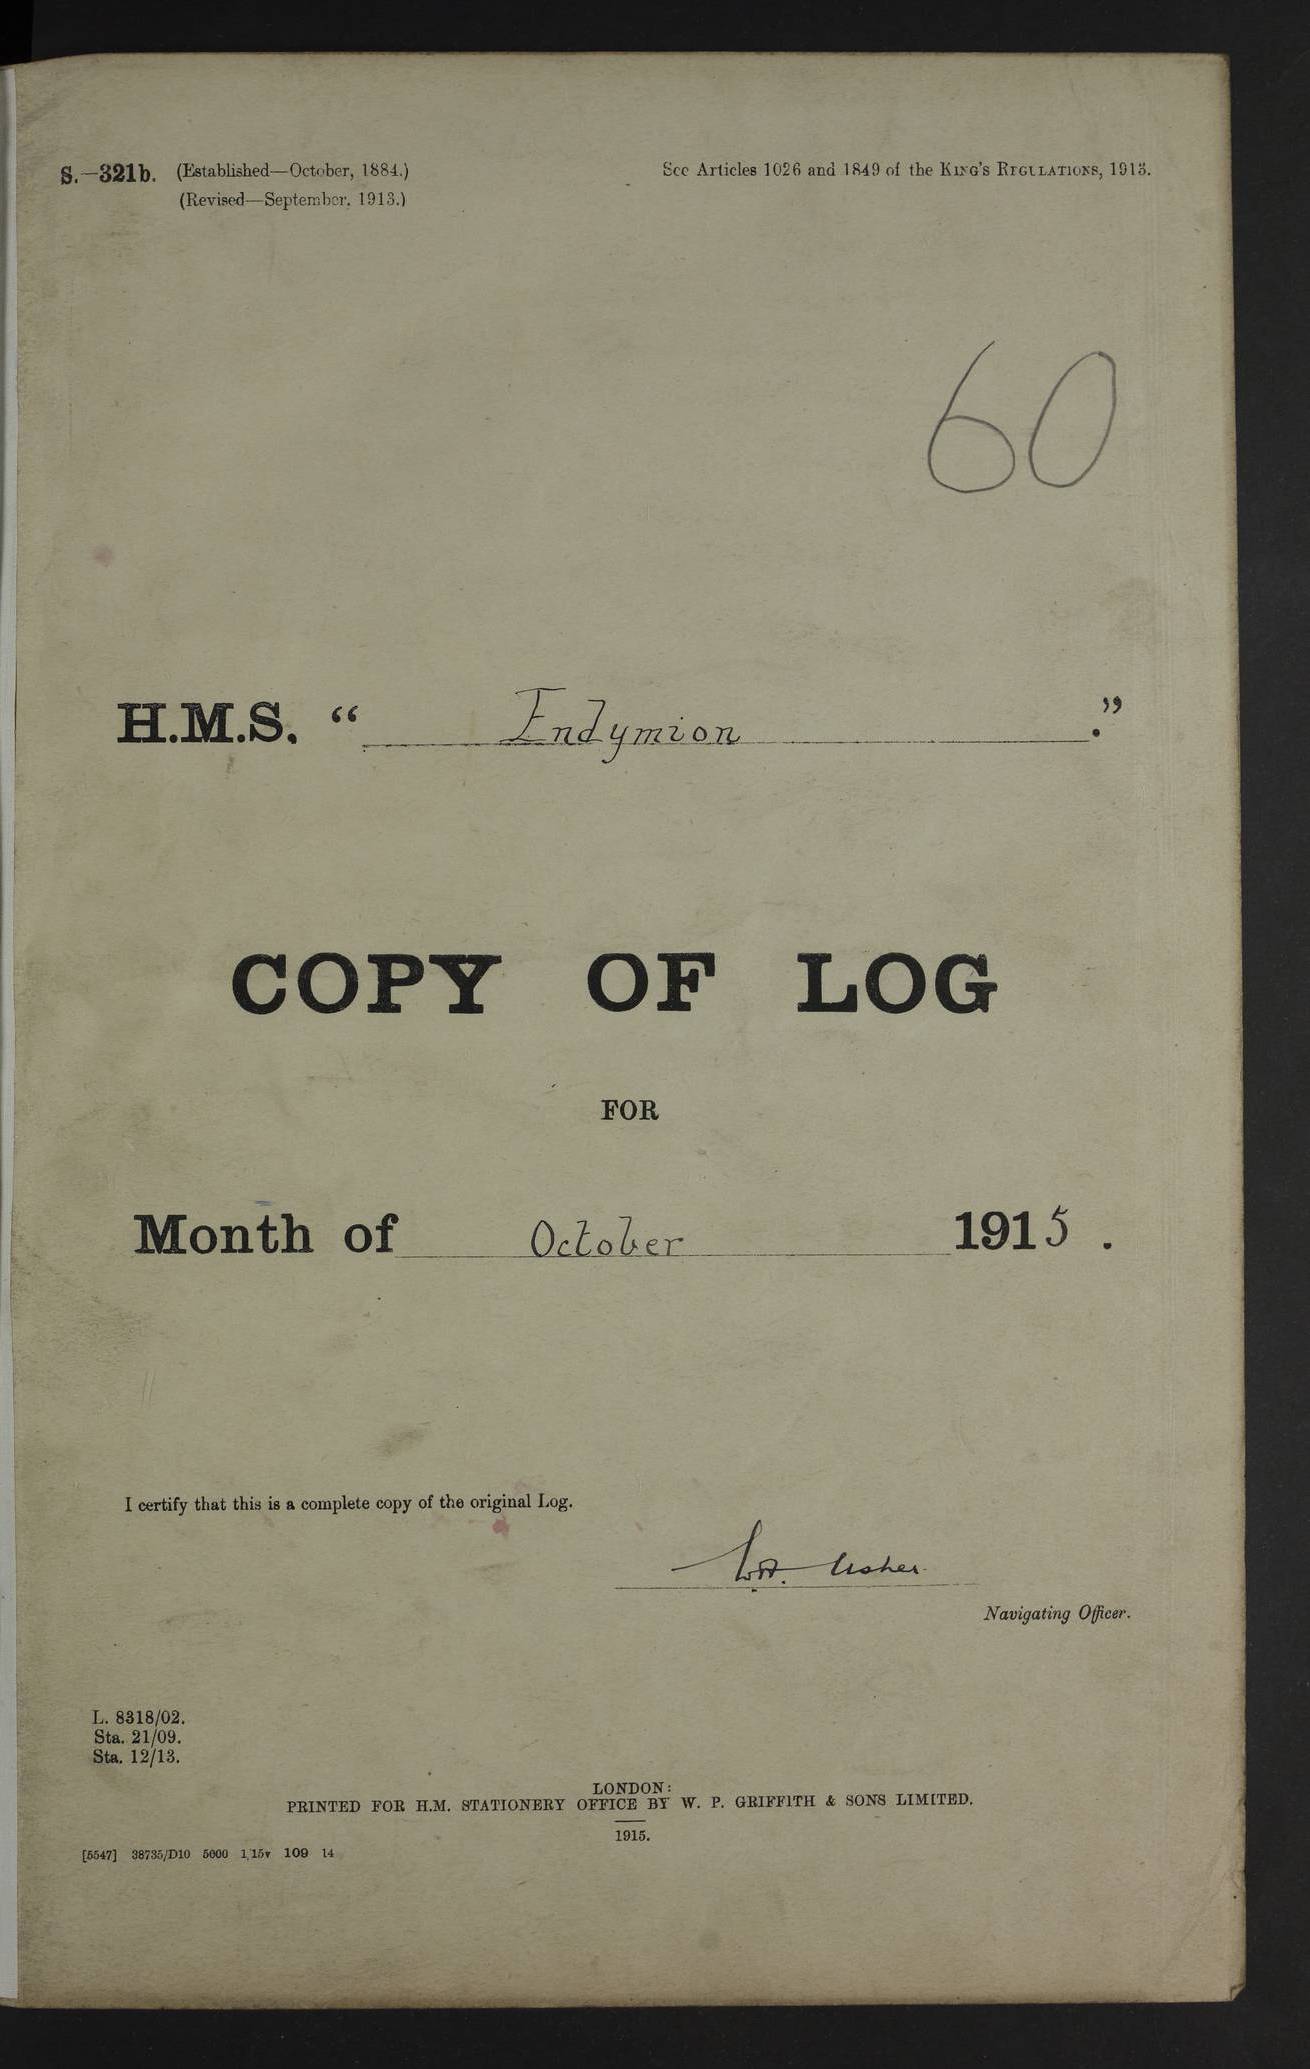 S.—321b. (Established—October, 1884.)
(Revised—September, 1913.)
See Articles 1026 and 1849 of the King's Regulations, 1913.
60
H.M.S. “ Endymion .”
COPY OF LOG
FOR
Month of October 1915 .
I certify that this is a complete copy of the original Log.
Usher
Navigating Officer.
L. 8318/02.
Sta. 21/09.
Sta. 12/13.
LONDON:
PRINTED FOR H.M. STATIONERY OFFICE BY W. P. GRIFFITH & SONS LIMITED.
1915.
[5547] 38735/D10 5000 1/15v 109 14